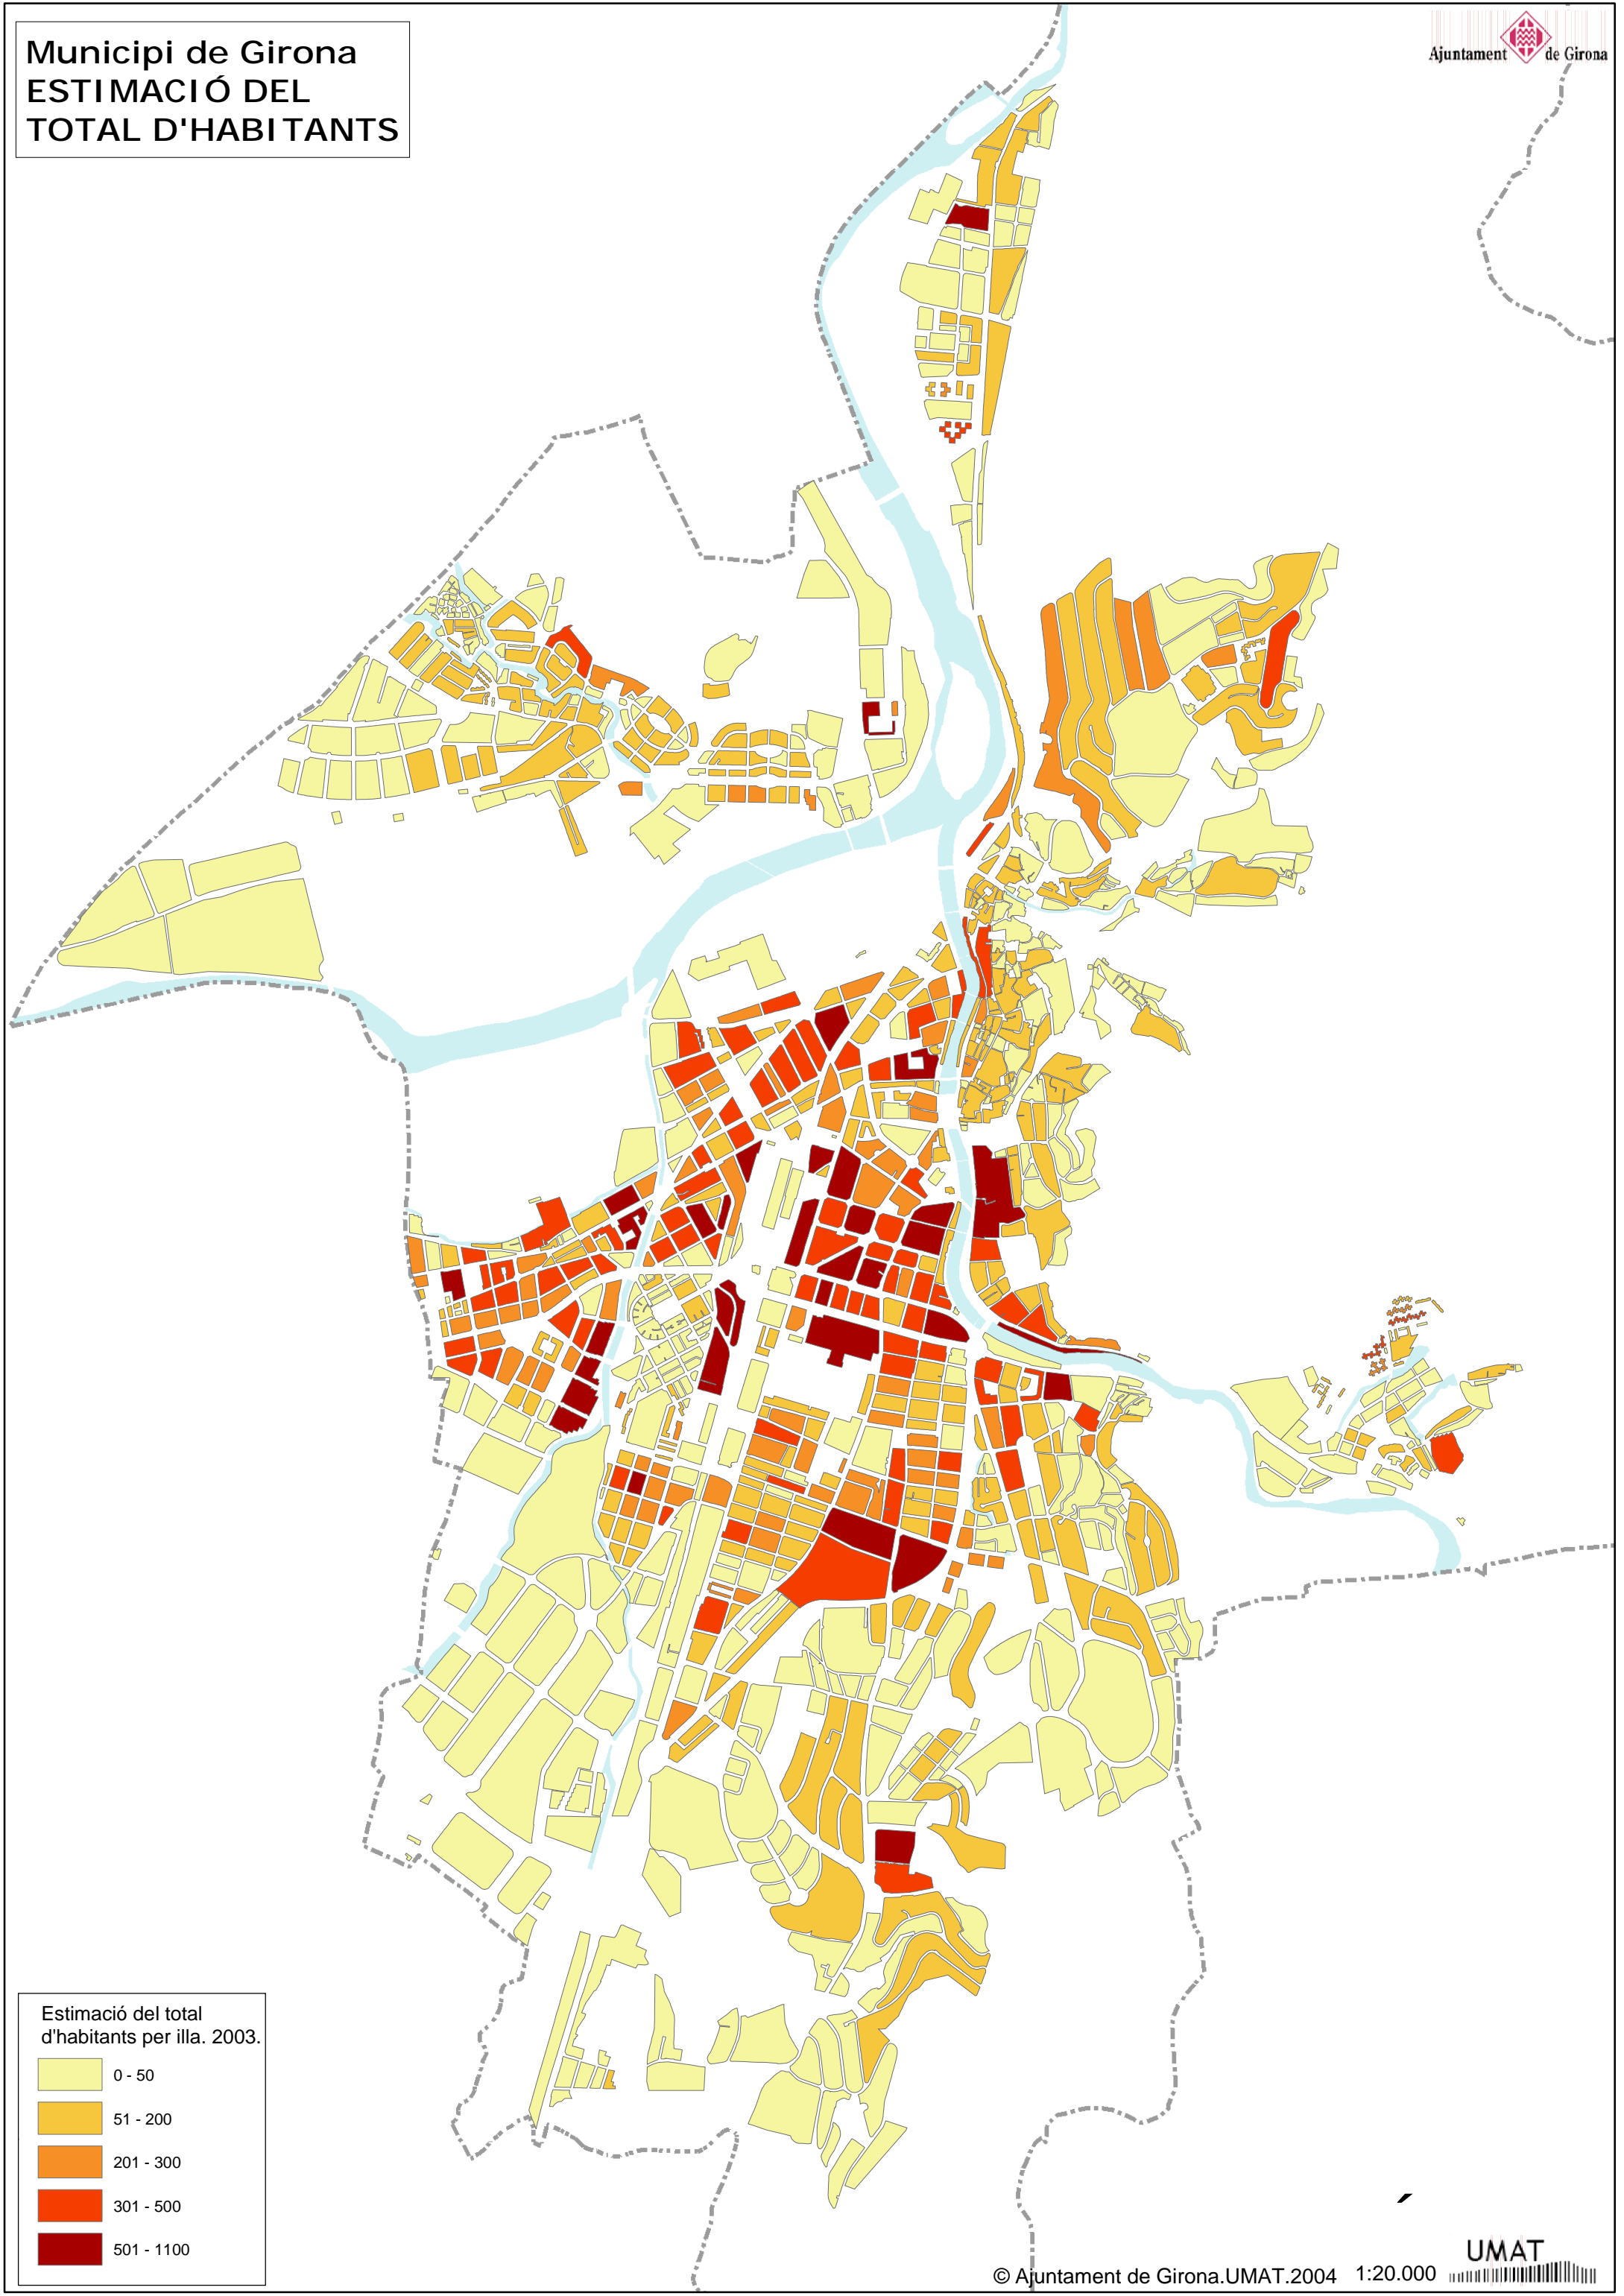 Municipi de Girona
ESTIMACIÓ DEL
TOTAL D'HABITANTS
Ajuntament de Girona
Estimació del total
d'habitants per illa. 2003.
0 - 50
51 - 200
201 - 300
301 - 500
501 - 1100
© Ajuntament de Girona.UMAT.2004 1:20.000
UMAT